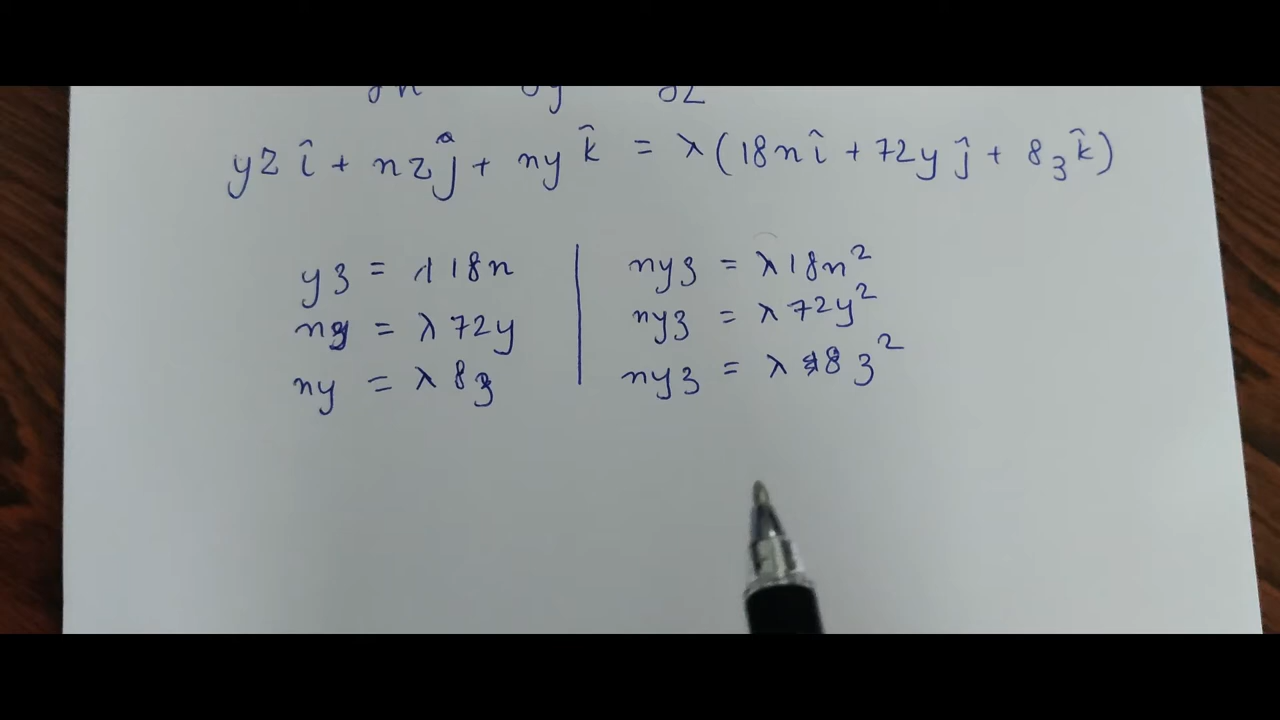 yz î + xz ĵ + xy k̂ = λ(18x î + 72y ĵ + 8z k̂)
yz = λ18x
xz = λ72y
xy = λ8z
xyz = λ18x²
xyz = λ72y²
xyz = λ8z²